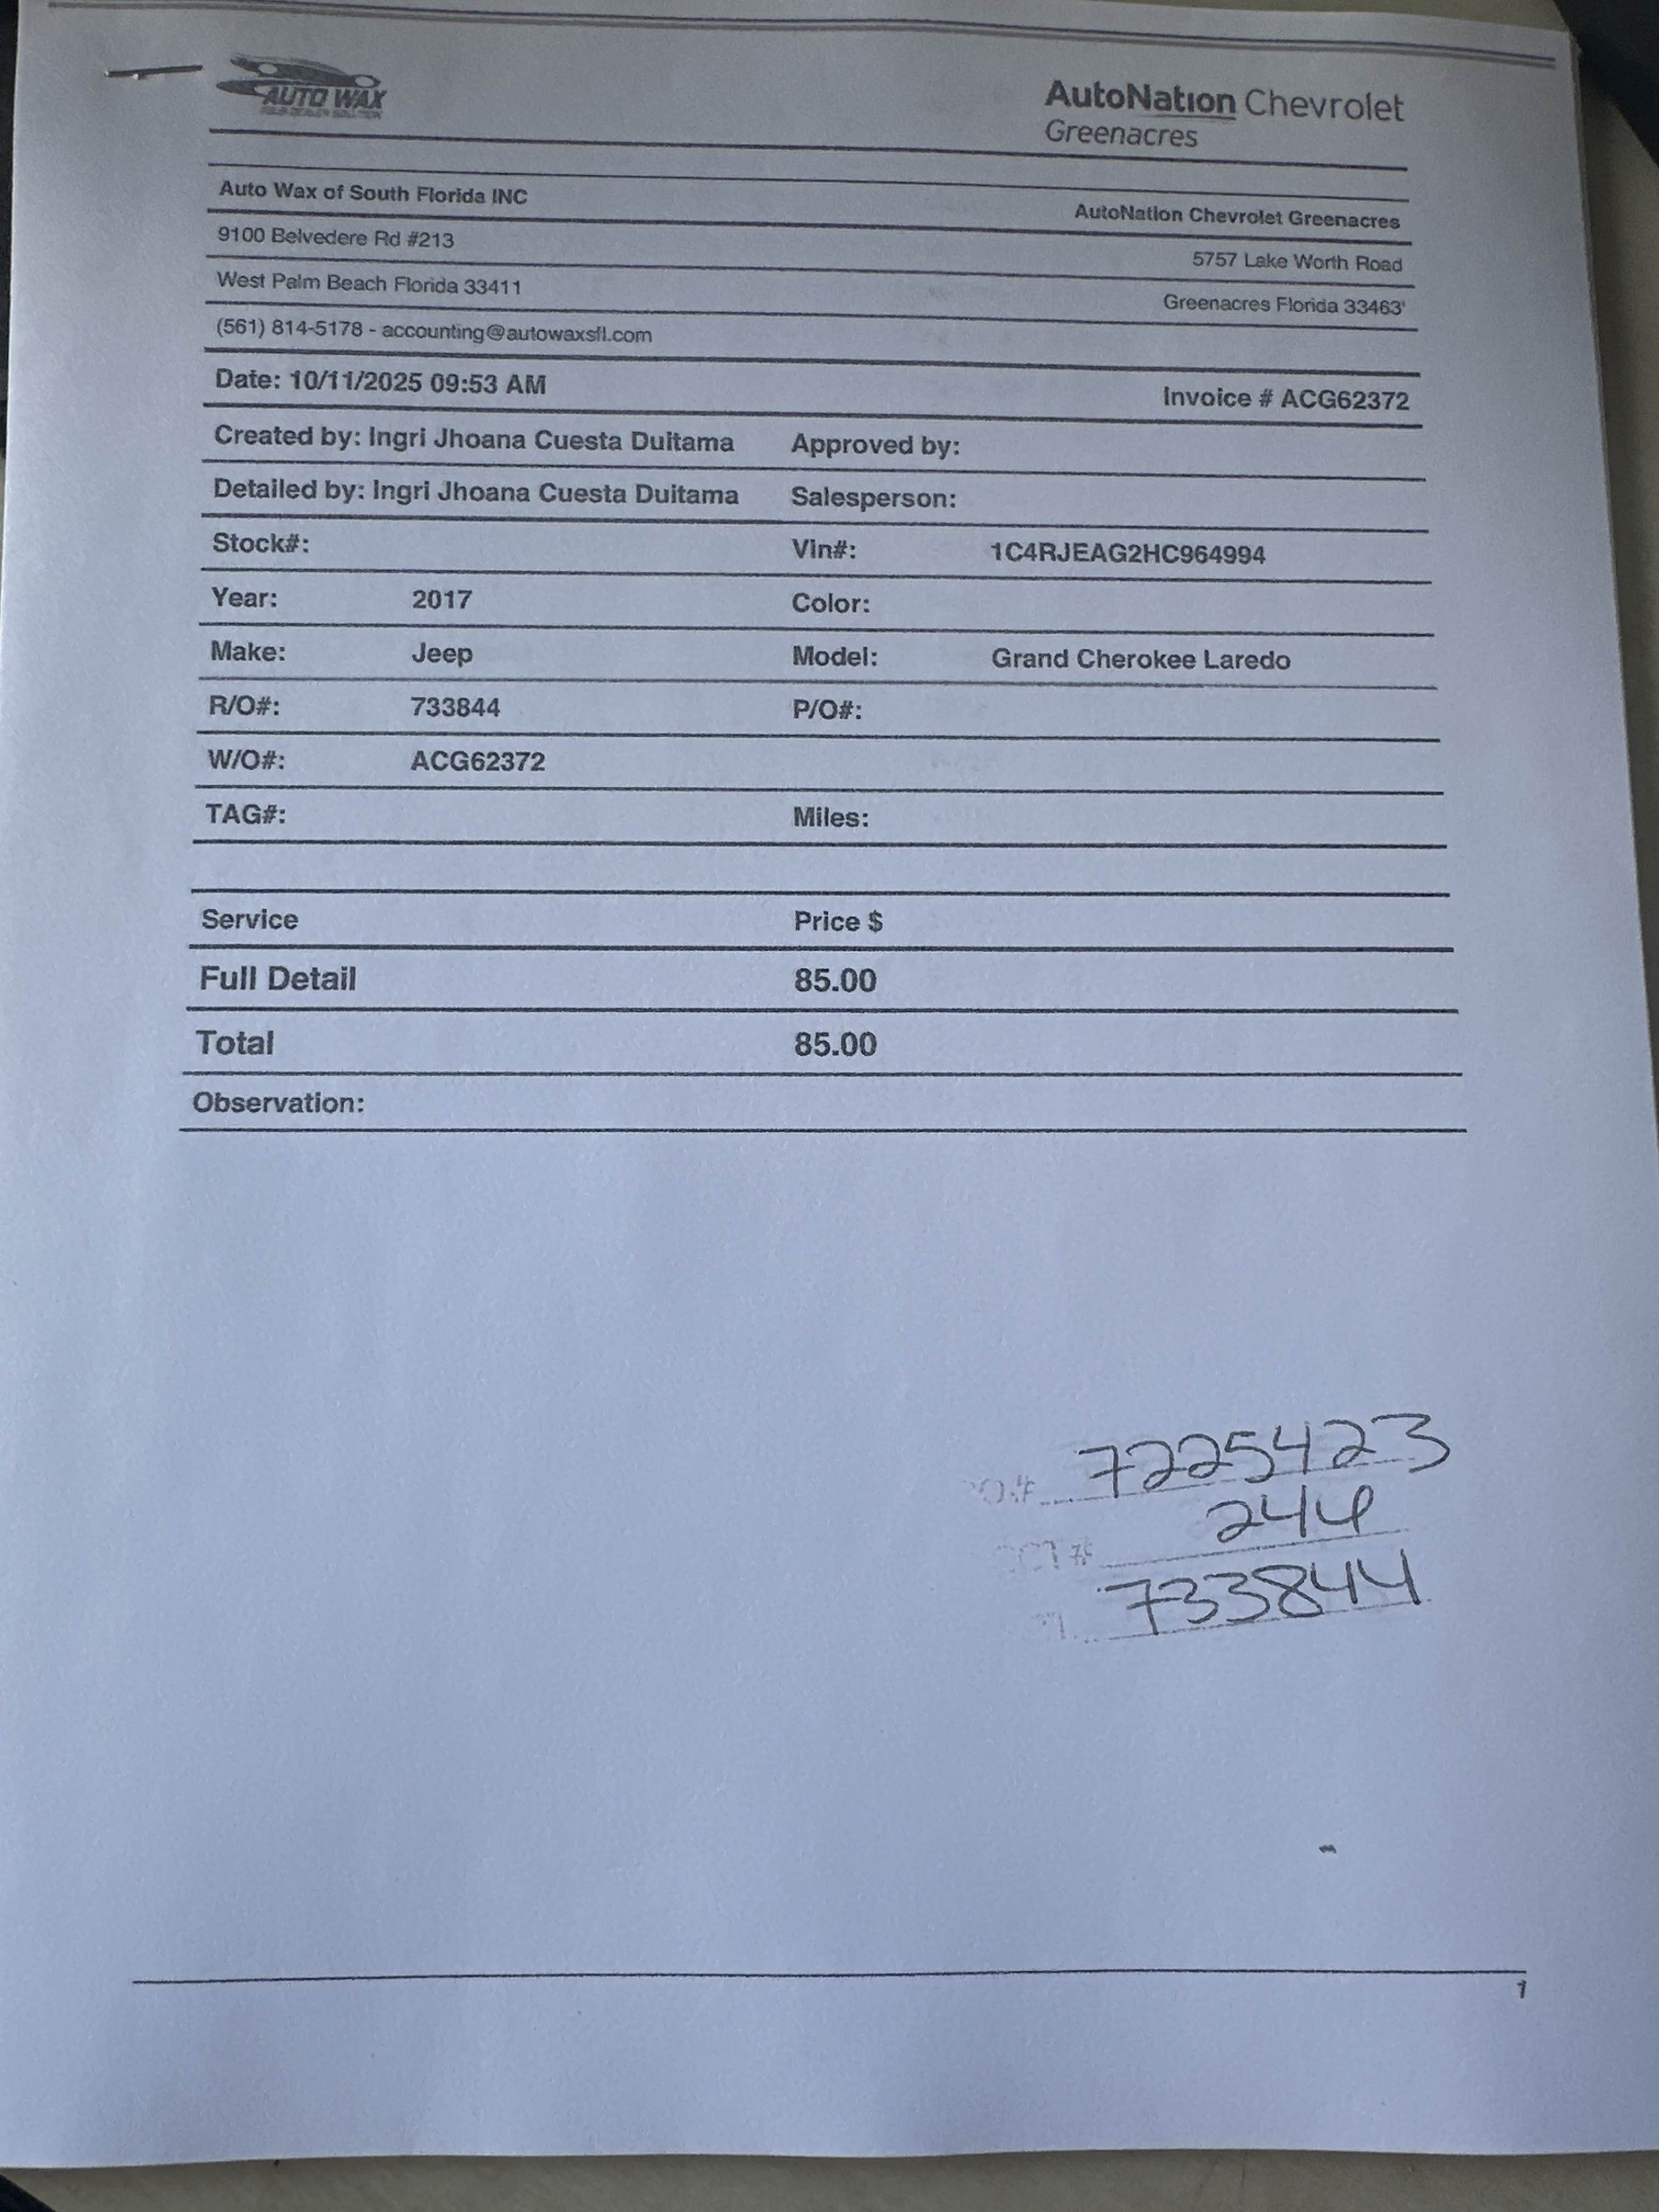 AUTO WAX
AutoNation Chevrolet
Greenacres
Auto Wax of South Florida INC
AutoNation Chevrolet Greenacres
9100 Belvedere Rd #213
5757 Lake Worth Road
West Palm Beach Florida 33411
Greenacres Florida 33463'
(561) 814-5178 - accounting@autowaxsfl.com
Date: 10/11/2025 09:53 AM
Invoice # ACG62372
Created by: Ingri Jhoana Cuesta Duitama Approved by:
Detailed by: Ingri Jhoana Cuesta Duitama Salesperson:
Stock#: Vin#: 1C4RJEAG2HC964994
Year: 2017 Color:
Make: Jeep Model: Grand Cherokee Laredo
R/O#: 733844 P/O#:
W/O#: ACG62372
TAG#: Miles:
Service Price $
Full Detail 85.00
Total 85.00
Observation:
O# 7225423
CT# 244
733844
1